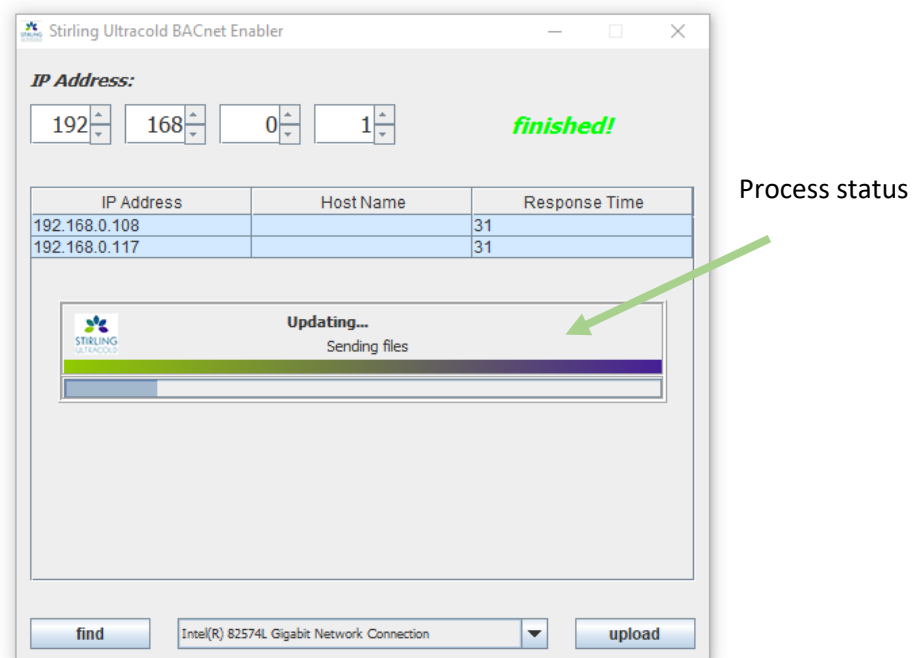 Stirling Ultracold BACnet Enabler
IP Address:
192 168 0 1 finished!
Process status
IP Address Host Name Response Time
192.168.0.108 31
192.168.0.117 31
Updating...
STIRLING
ULTRACOLD
Sending files
find Intel(R) 82574L Gigabit Network Connection upload